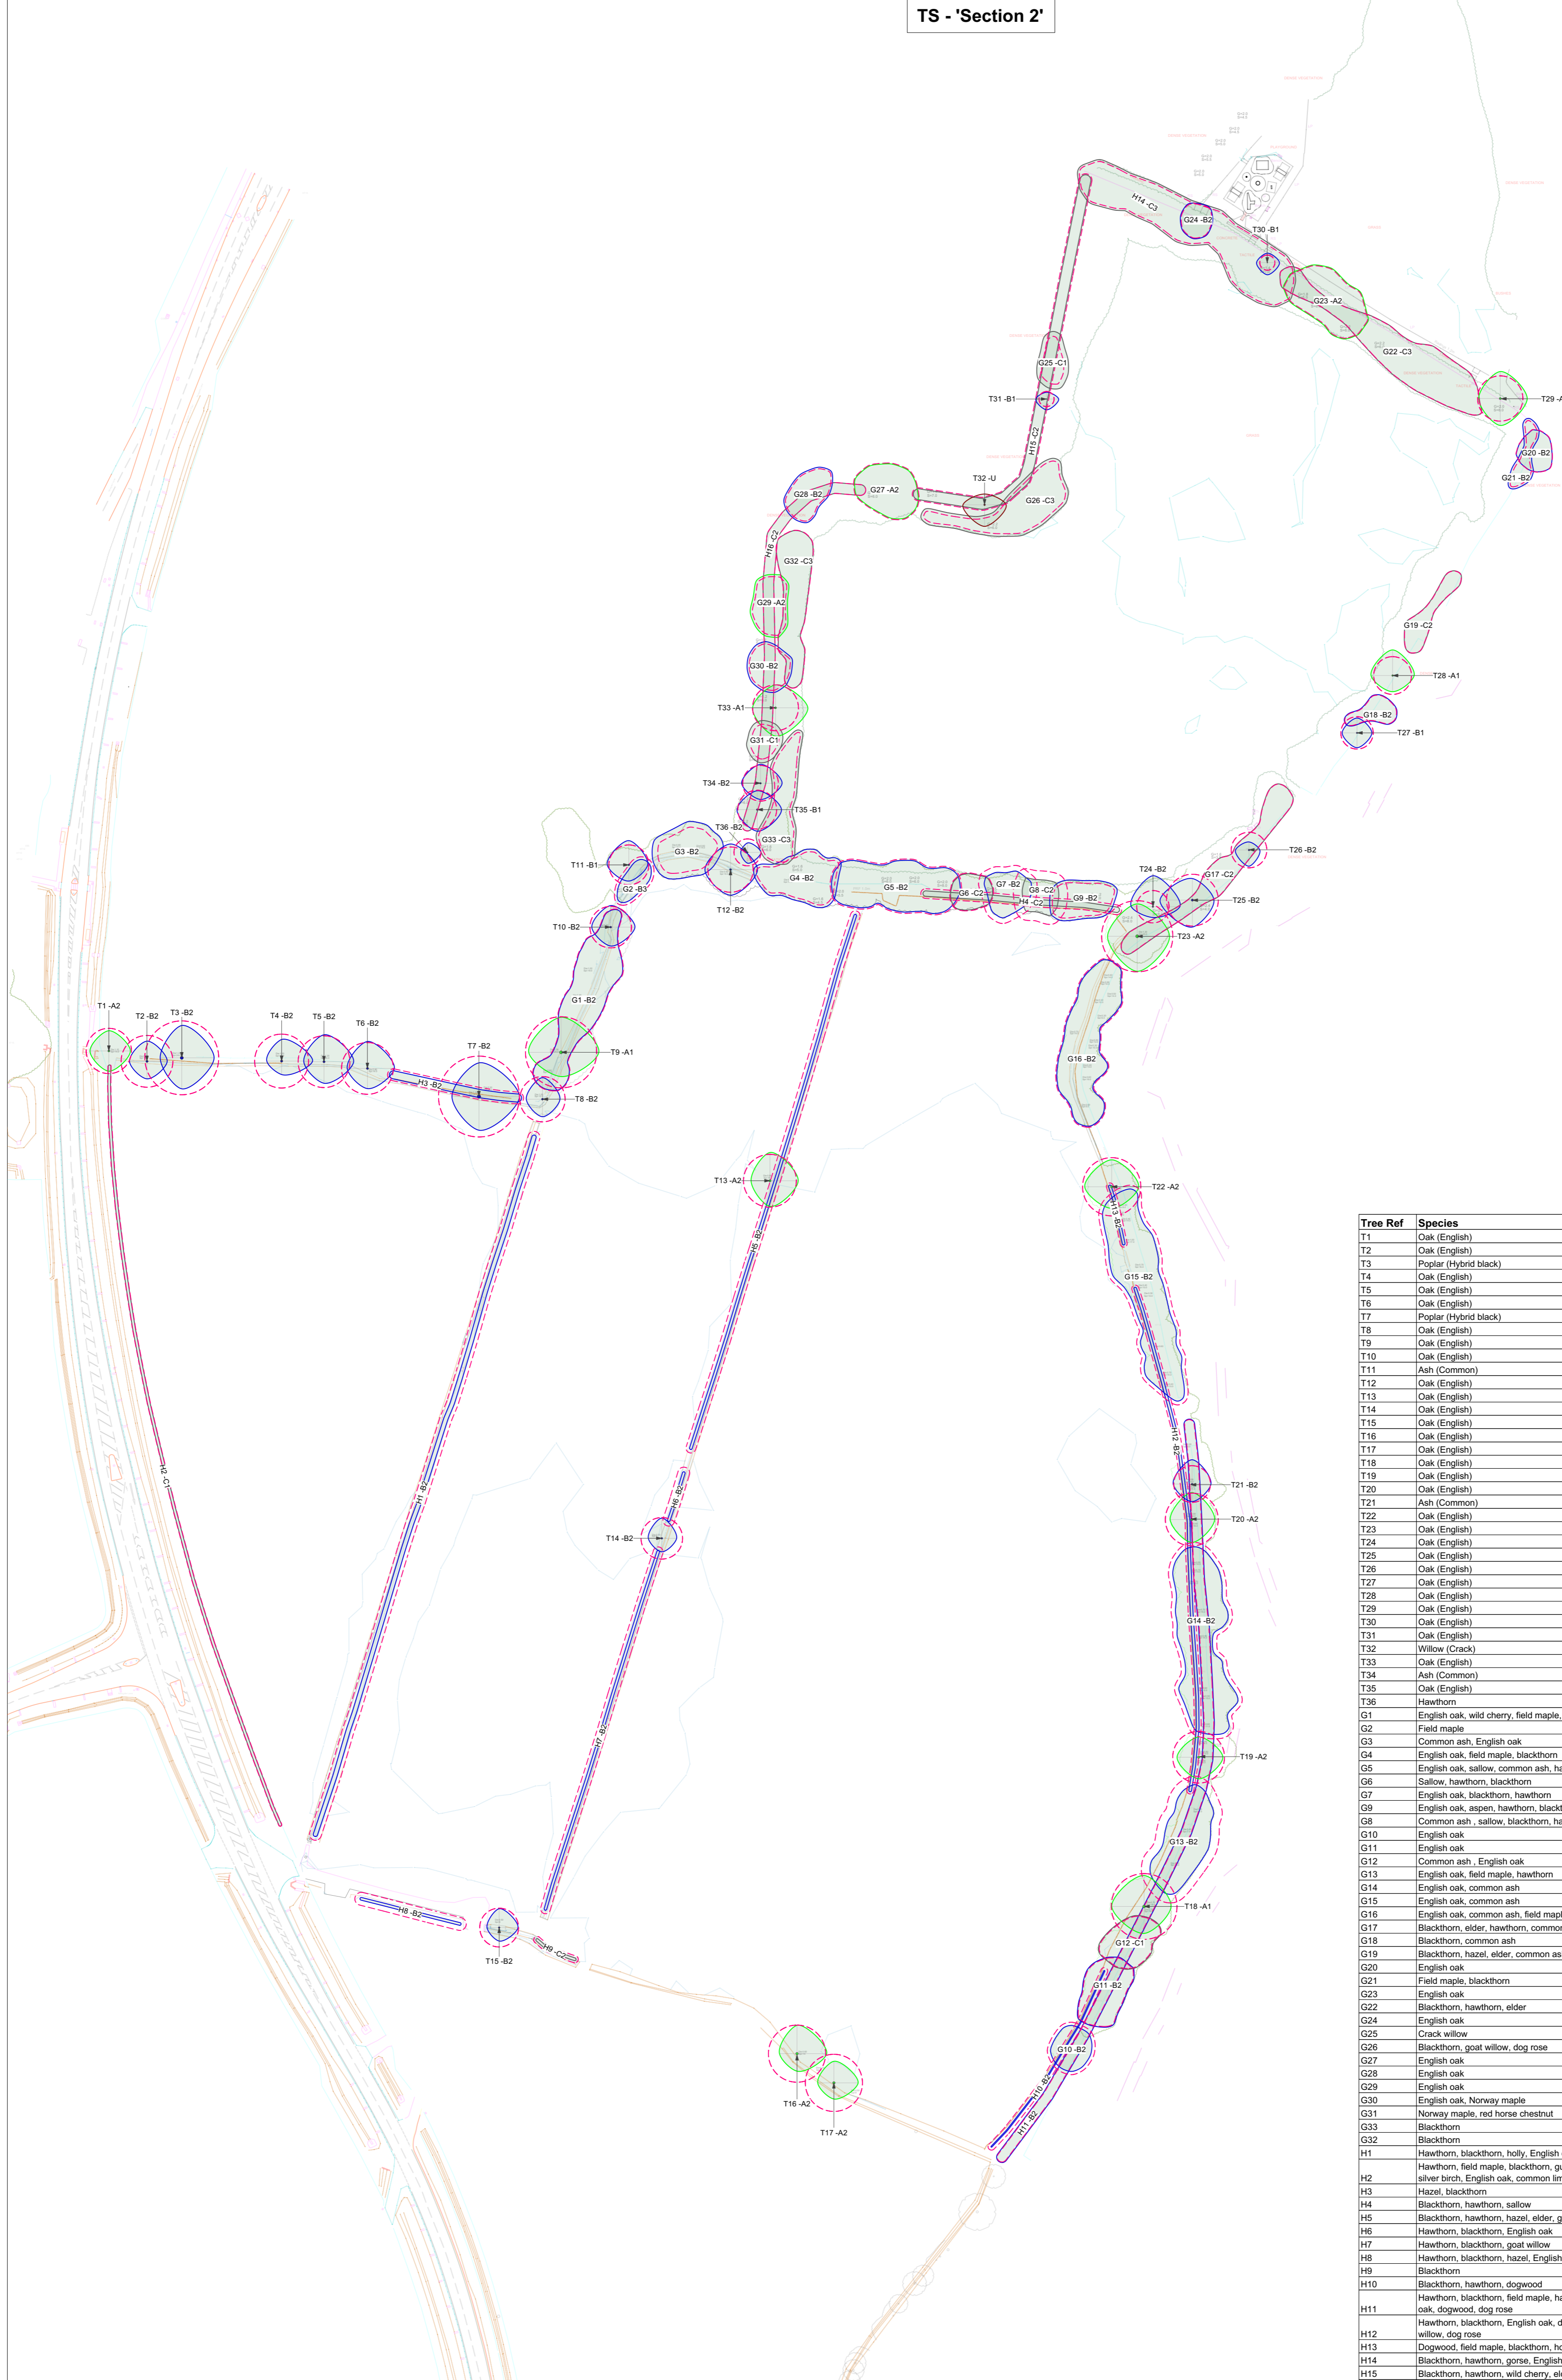 TS - 'Section 2'
H14 -C3
G24 -B2
T30 -B1
G23 -A2
G22 -C3
G25 -C1
T31 -B1
T29 -A
H15 -C2
G20 -B2
G21 -B2
T32 -U
G26 -C3
G27 -A2
G28 -B2
H16 -C2
G32 -C3
G29 -A2
G19 -C2
G30 -B2
T28 -A1
T33 -A1
G18 -B2
T27 -B1
G31 -C1
T34 -B2
T35 -B1
T36 -B2
G33 -C3
T26 -B2
G3 -B2
T11 -B1
G2 -B3
T12 -B2
G4 -B2
G5 -B2
G6 -C2
G7 -B2
G8 -C2
H4 -C2
G9 -B2
T24 -B2
G17 -C2
T25 -B2
T10 -B2
T23 -A2
G1 -B2
T1 -A2
T2 -B2
T3 -B2
T4 -B2
T5 -B2
T6 -B2
T7 -B2
T9 -A1
G16 -B2
H3 -B2
T8 -B2
T13 -A2
T22 -A2
H13 -B2
H5 -B2
G15 -B2
H2 -C1
H12 -B2
H1 -B2
H6 -B2
T21 -B2
T20 -A2
T14 -B2
G14 -B2
H7 -B2
T19 -A2
G13 -B2
T18 -A1
H8 -B2
T15 -B2
H9 -C2
G12 -C1
G11 -B2
G10 -B2
H10 -B2
H11 -B2
T16 -A2
T17 -A2
Tree Ref Species
T1 Oak (English)
T2 Oak (English)
T3 Poplar (Hybrid black)
T4 Oak (English)
T5 Oak (English)
T6 Oak (English)
T7 Poplar (Hybrid black)
T8 Oak (English)
T9 Oak (English)
T10 Oak (English)
T11 Ash (Common)
T12 Oak (English)
T13 Oak (English)
T14 Oak (English)
T15 Oak (English)
T16 Oak (English)
T17 Oak (English)
T18 Oak (English)
T19 Oak (English)
T20 Oak (English)
T21 Ash (Common)
T22 Oak (English)
T23 Oak (English)
T24 Oak (English)
T25 Oak (English)
T26 Oak (English)
T27 Oak (English)
T28 Oak (English)
T29 Oak (English)
T30 Oak (English)
T31 Oak (English)
T32 Willow (Crack)
T33 Oak (English)
T34 Ash (Common)
T35 Oak (English)
T36 Hawthorn
G1 English oak, wild cherry, field maple,
G2 Field maple
G3 Common ash, English oak
G4 English oak, field maple, blackthorn
G5 English oak, sallow, common ash, ha
G6 Sallow, hawthorn, blackthorn
G7 English oak, blackthorn, hawthorn
G9 English oak, aspen, hawthorn, blackt
G8 Common ash , sallow, blackthorn, ha
G10 English oak
G11 English oak
G12 Common ash , English oak
G13 English oak, field maple, hawthorn
G14 English oak, common ash
G15 English oak, common ash
G16 English oak, common ash, field mapl
G17 Blackthorn, elder, hawthorn, common
G18 Blackthorn, common ash
G19 Blackthorn, hazel, elder, common as
G20 English oak
G21 Field maple, blackthorn
G23 English oak
G22 Blackthorn, hawthorn, elder
G24 English oak
G25 Crack willow
G26 Blackthorn, goat willow, dog rose
G27 English oak
G28 English oak
G29 English oak
G30 English oak, Norway maple
G31 Norway maple, red horse chestnut
G33 Blackthorn
G32 Blackthorn
H1 Hawthorn, blackthorn, holly, English
Hawthorn, field maple, blackthorn, gu
H2 silver birch, English oak, common lim
H3 Hazel, blackthorn
H4 Blackthorn, hawthorn, sallow
H5 Blackthorn, hawthorn, hazel, elder, g
H6 Hawthorn, blackthorn, English oak
H7 Hawthorn, blackthorn, goat willow
H8 Hawthorn, blackthorn, hazel, English
H9 Blackthorn
H10 Blackthorn, hawthorn, dogwood
Hawthorn, blackthorn, field maple, ha
H11 oak, dogwood, dog rose
Hawthorn, blackthorn, English oak, d
H12 willow, dog rose
H13 Dogwood, field maple, blackthorn, ho
H14 Blackthorn, hawthorn, gorse, English
H15 Blackthorn, hawthorn, wild cherry, el